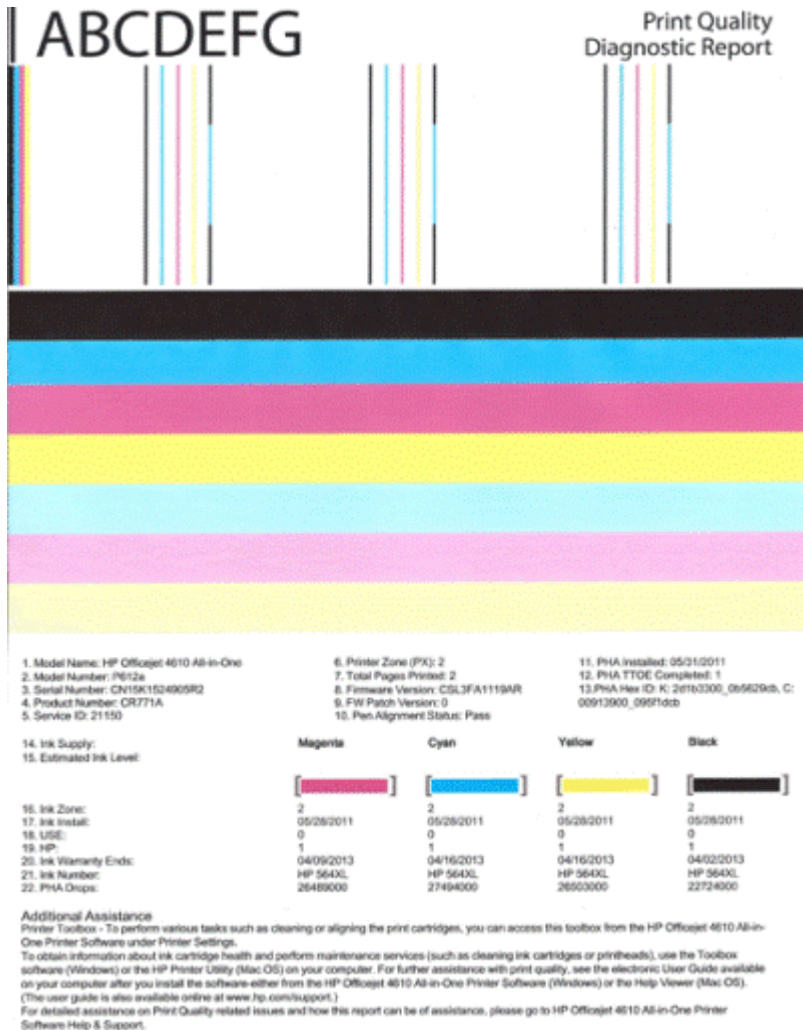 ABCDEFG
Print Quality
Diagnostic Report
1. Model Name: HP Officejet 4610 All-in-One
2. Model Number: P612a
3. Serial Number: CN15K1524905R2
4. Product Number: CR771A
5. Service ID: 21150
6. Printer Zone (PX): 2
7. Total Pages Printed: 2
8. Firmware Version: CSL3FA1119AR
9. FW Patch Version: 0
10. Pen Alignment Status: Pass
11. PHA Installed: 05/31/2011
12. PHA TTOE Completed: 1
13.PHA Hex ID: K: 2d1b3300_0b5629cb, C:
00913900_095f1dcb
14. Ink Supply: Magenta Cyan Yellow Black
15. Estimated Ink Level:
16. Ink Zone: 2 2 2 2
17. Ink Install: 05/28/2011 05/28/2011 05/28/2011 05/28/2011
18. USE: 0 0 0 0
19. HP: 1 1 1 1
20. Ink Warranty Ends: 04/09/2013 04/16/2013 04/16/2013 04/02/2013
21. Ink Number: HP 564XL HP 564XL HP 564XL HP 564XL
22. PHA Drops: 26489000 27494000 26503000 22724000
Additional Assistance
Printer Toolbox - To perform various tasks such as cleaning or aligning the print cartridges, you can access this toolbox from the HP Officejet 4610 All-in-
One Printer Software under Printer Settings.
To obtain information about ink cartridge health and perform maintenance services (such as cleaning ink cartridges or printheads), use the Toolbox
software (Windows) or the HP Printer Utility (Mac OS) on your computer. For further assistance with print quality, see the electronic User Guide available
on your computer after you install the software-either from the HP Officejet 4610 All-in-One Printer Software (Windows) or the Help Viewer (Mac OS).
(The user guide is also available online at www.hp.com/support.)
For detailed assistance on Print Quality related issues and how this report can be of assistance, please go to HP Officejet 4610 All-in-One Printer
Software Help & Support.